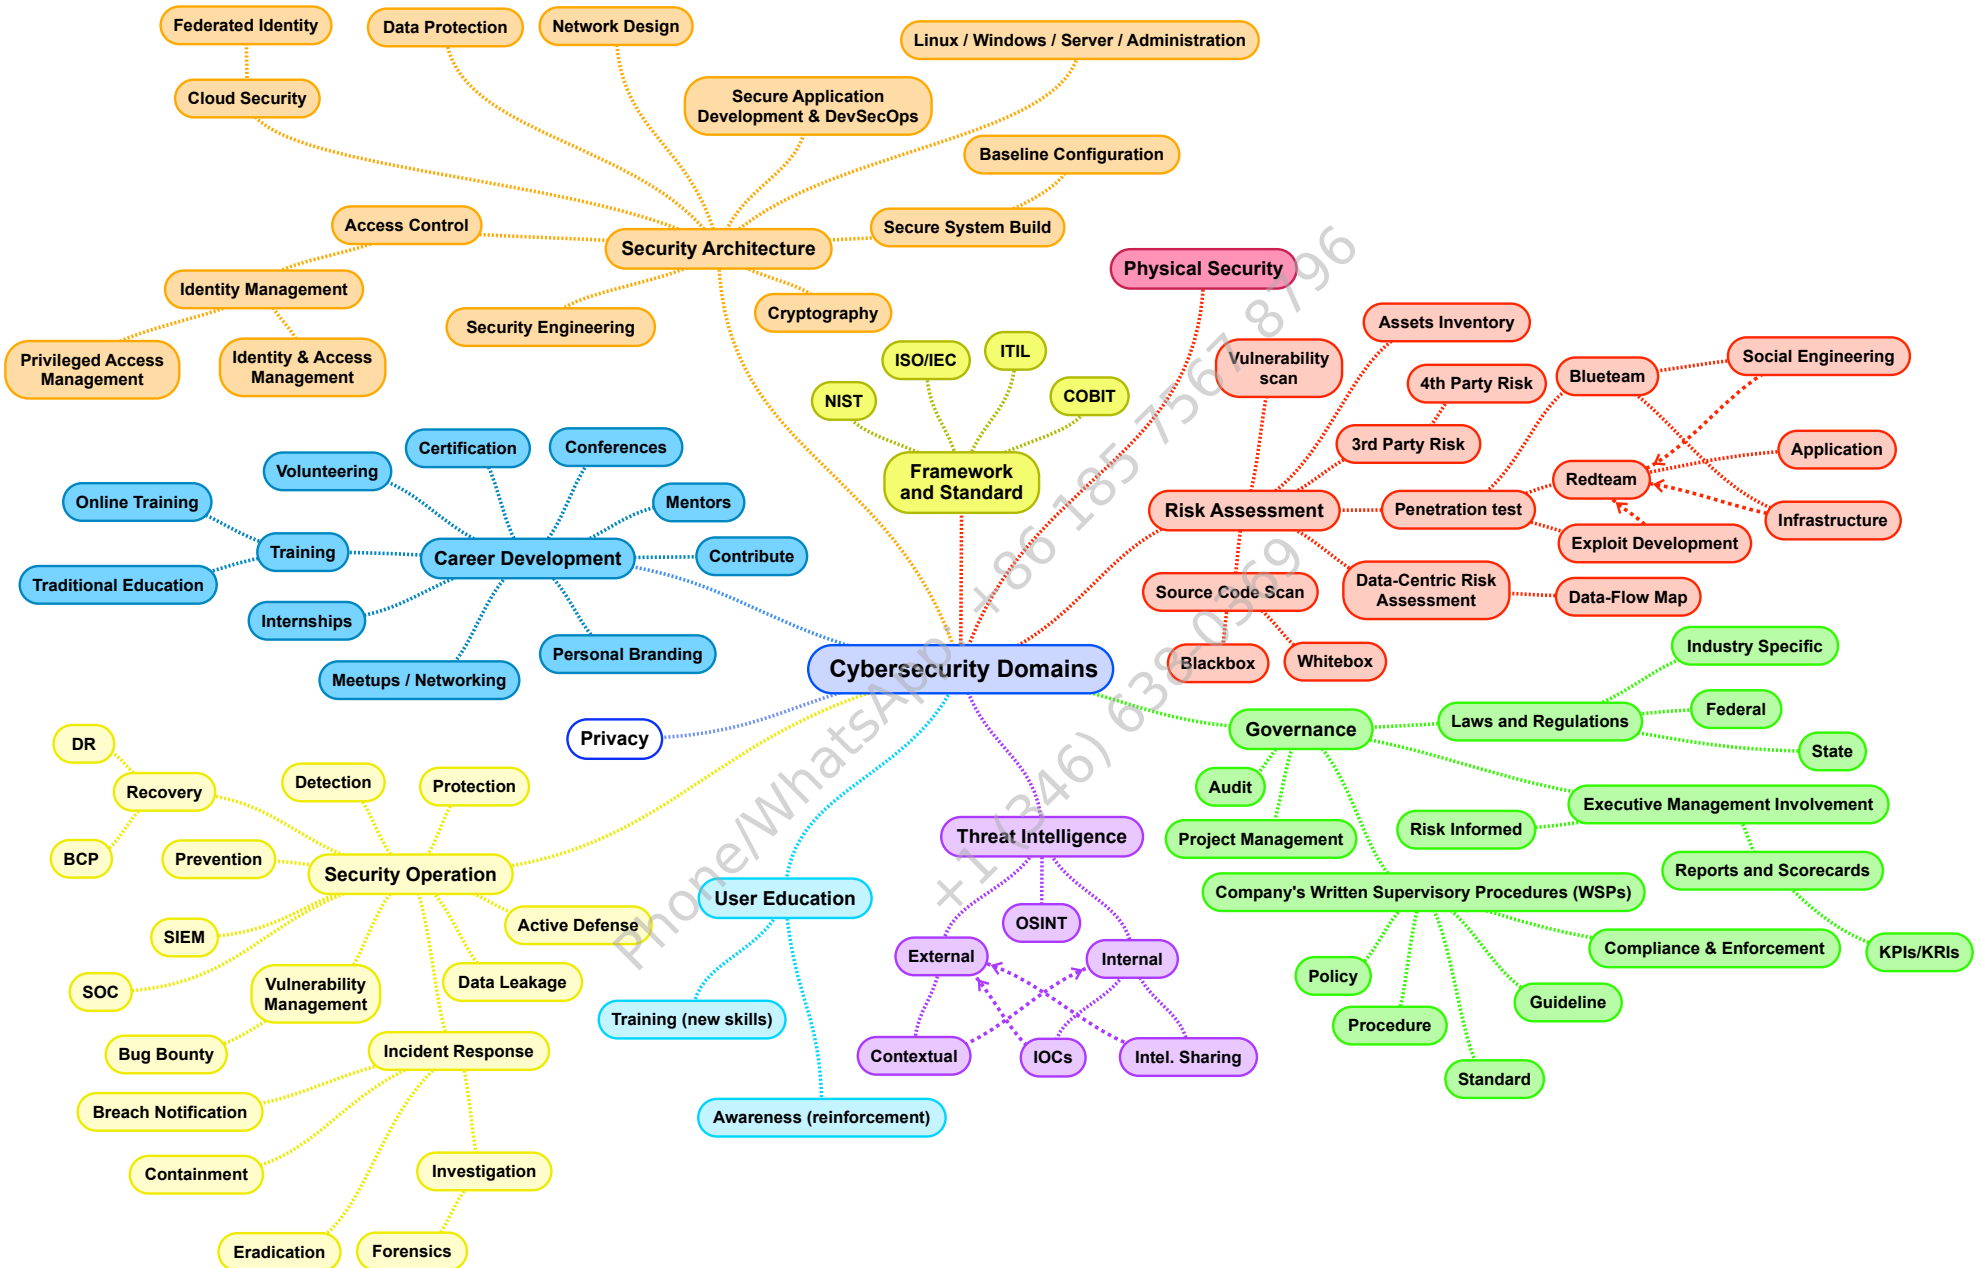 Federated Identity
Data Protection
Network Design
Linux / Windows / Server / Administration
Cloud Security
Secure Application
Development & DevSecOps
Baseline Configuration
Access Control
Secure System Build
Security Architecture
Identity Management
Security Engineering
Cryptography
Privileged Access
Management
Identity & Access
Management
Physical Security
Assets Inventory
Vulnerability
scan
4th Party Risk
3rd Party Risk
Blueteam
Social Engineering
Application
Redteam
Risk Assessment
Penetration test
Infrastructure
Exploit Development
Source Code Scan
Data-Centric Risk
Assessment
Data-Flow Map
Blackbox
Whitebox
NIST
ISO/IEC
ITIL
COBIT
Framework
and Standard
Certification
Conferences
Volunteering
Online Training
Mentors
Training
Career Development
Contribute
Traditional Education
Internships
Personal Branding
Meetups / Networking
Cybersecurity Domains
Privacy
Industry Specific
Laws and Regulations
Federal
State
Governance
Audit
Executive Management Involvement
Risk Informed
Project Management
Reports and Scorecards
Company's Written Supervisory Procedures (WSPs)
Compliance & Enforcement
KPIs/KRIs
Policy
Guideline
Procedure
Standard
DR
Recovery
Detection
Protection
BCP
Prevention
Security Operation
Active Defense
SIEM
SOC
Vulnerability
Management
Data Leakage
Bug Bounty
Incident Response
Breach Notification
Containment
Investigation
Eradication
Forensics
User Education
Training (new skills)
Awareness (reinforcement)
Threat Intelligence
OSINT
External
Internal
Contextual
IOCs
Intel. Sharing
Phone/WhatsApp: +86 185 7567 8796
+1 (346) 638-0369